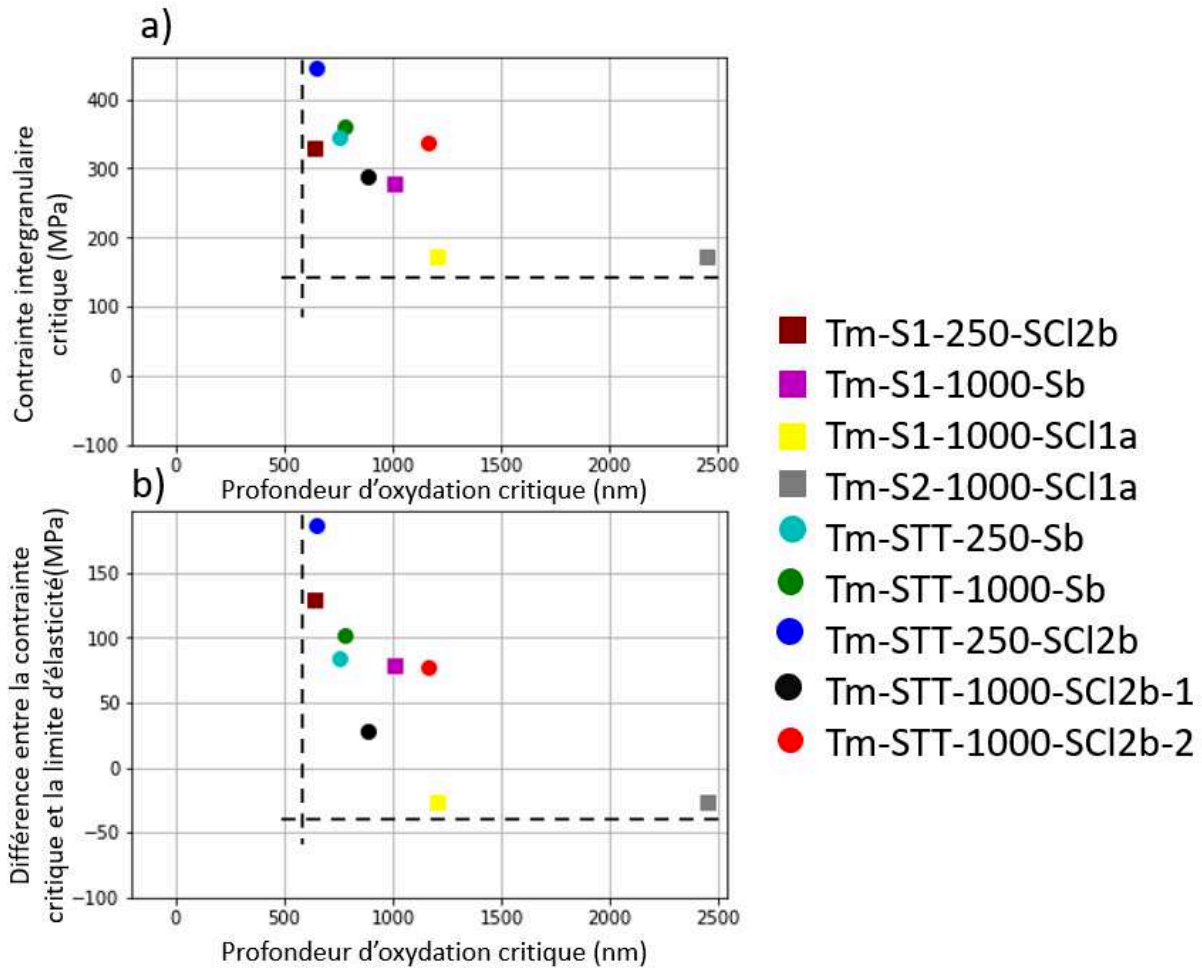 a)
Contrainte intergranulaire
critique (MPa)
400
300
200
100
0
−100
0
500
1000
1500
2000
2500
Profondeur d’oxydation critique (nm)
b)
Différence entre la contrainte
critique et la limite d’élasticité(MPa)
150
100
50
0
−50
−100
0
500
1000
1500
2000
2500
Profondeur d’oxydation critique (nm)
Tm-S1-250-SCl2b
Tm-S1-1000-Sb
Tm-S1-1000-SCl1a
Tm-S2-1000-SCl1a
Tm-STT-250-Sb
Tm-STT-1000-Sb
Tm-STT-250-SCl2b
Tm-STT-1000-SCl2b-1
Tm-STT-1000-SCl2b-2